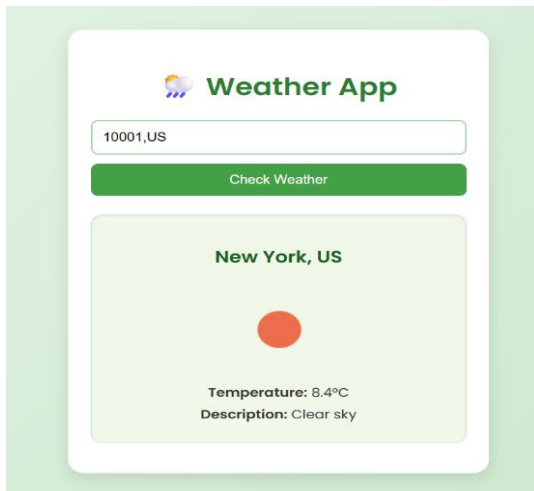 Weather App
10001,US
Check Weather
New York, US
Temperature: 8.4°C
Description: Clear sky